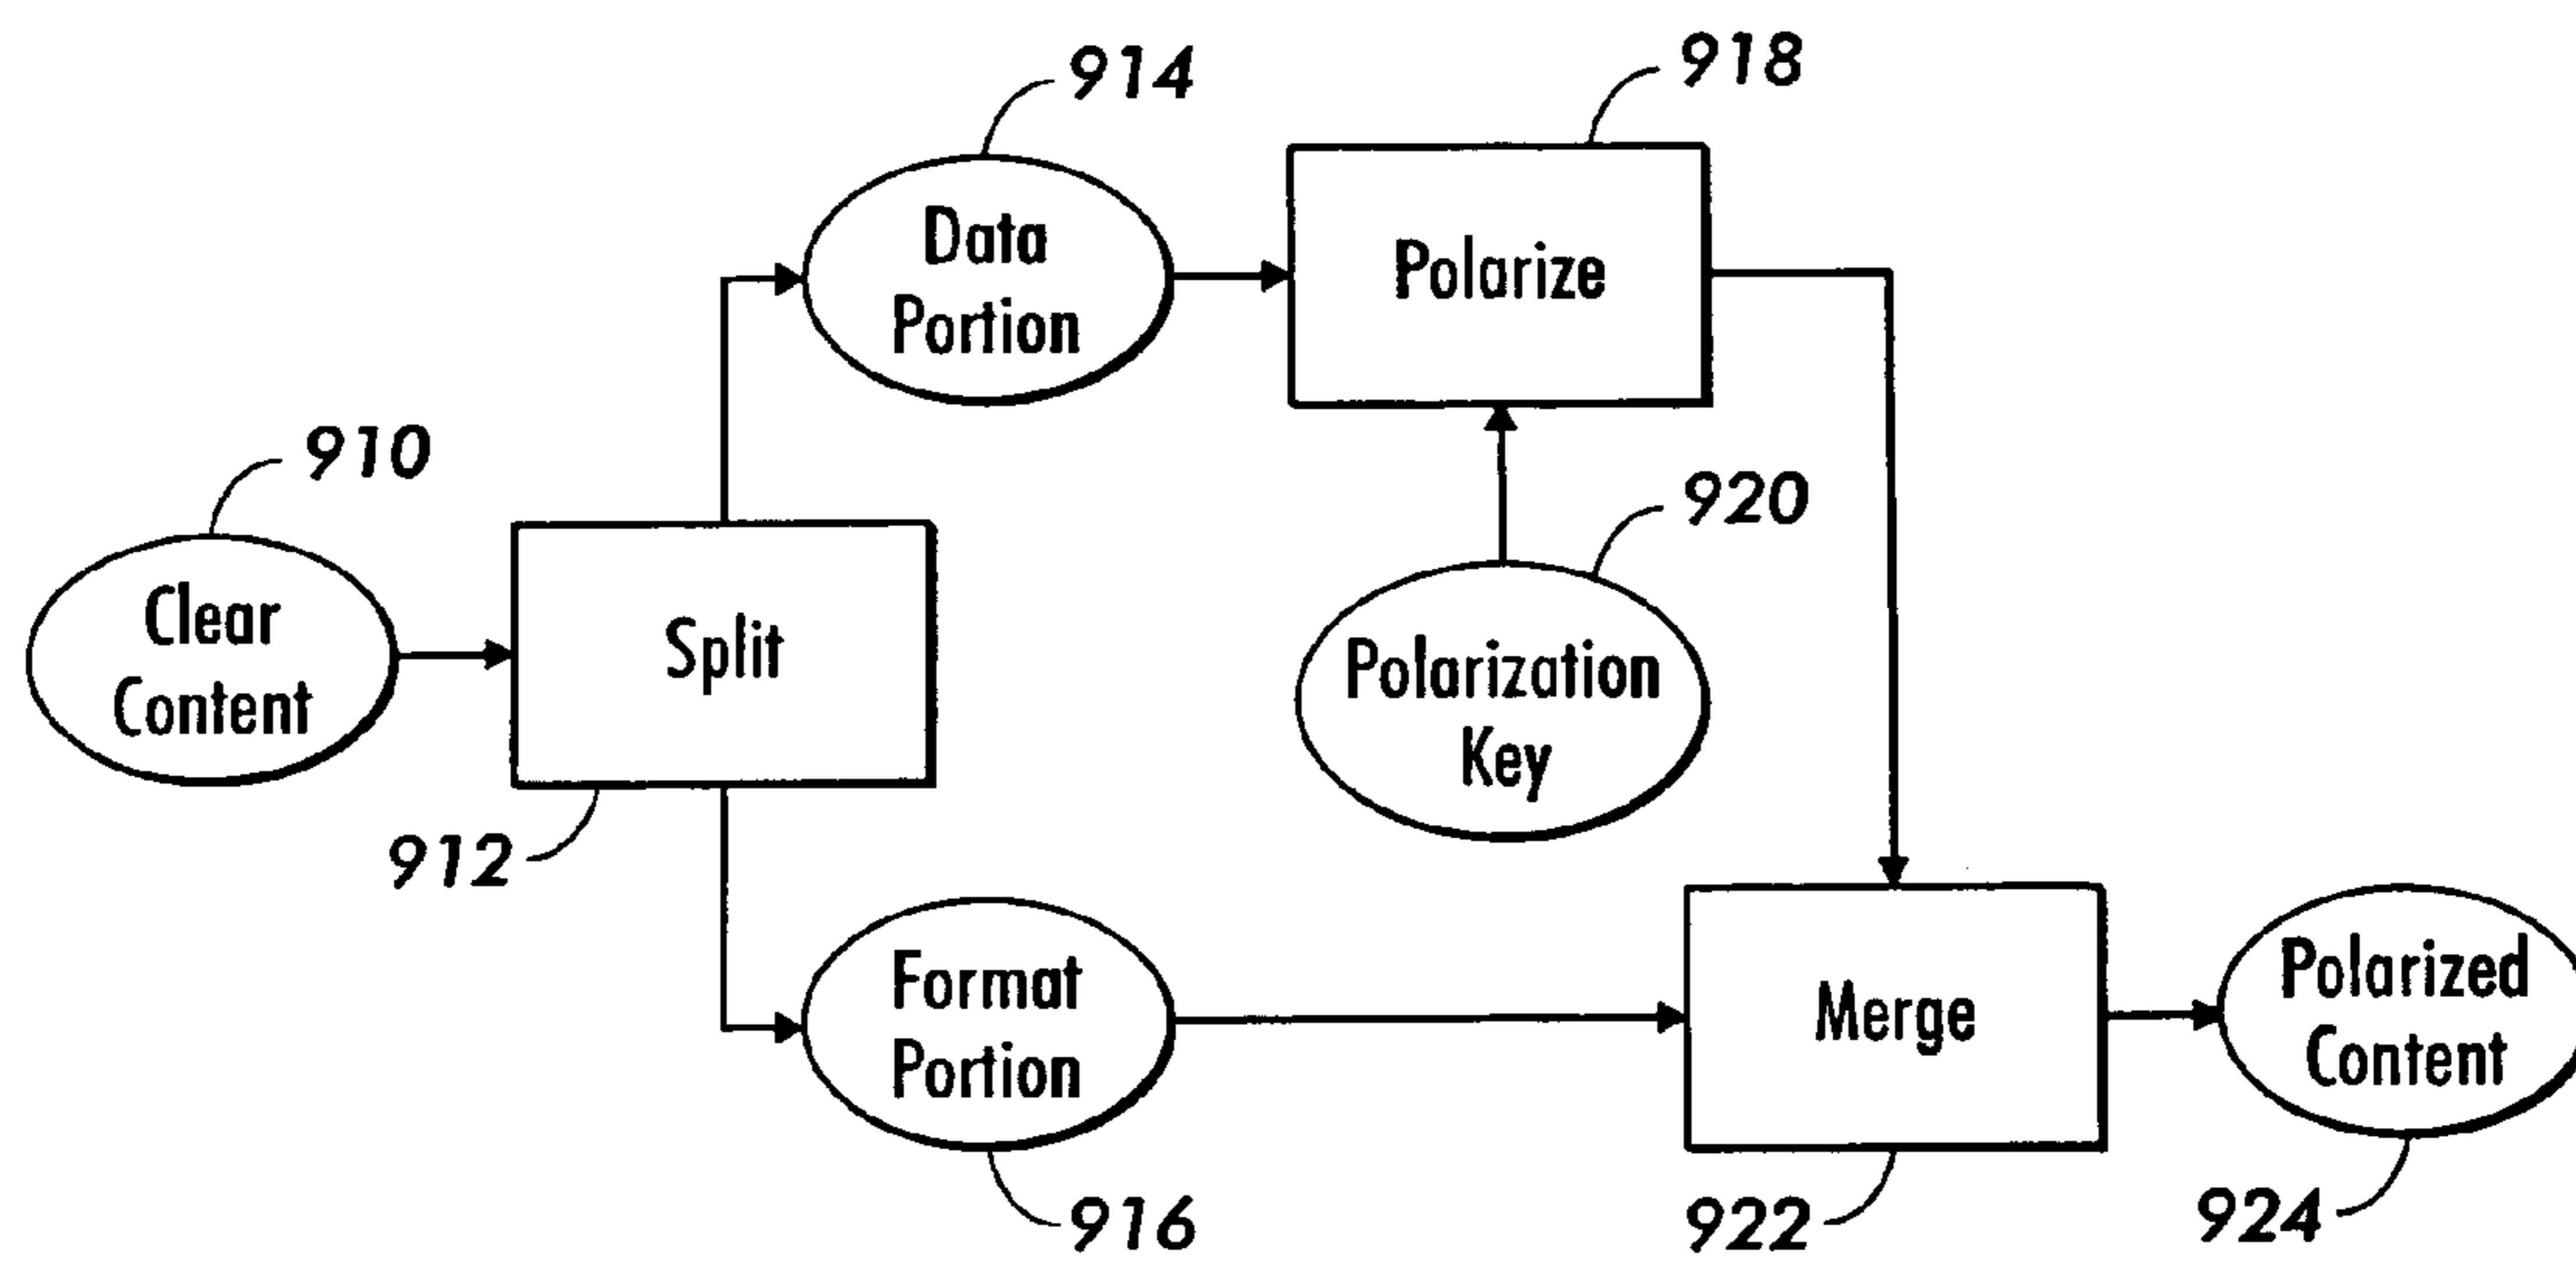 914
918
Data
Portion
Polarize
910
920
Clear
Content
Split
Polarization
Key
912
Format
Portion
Merge
Polarized
Content
916
922
924